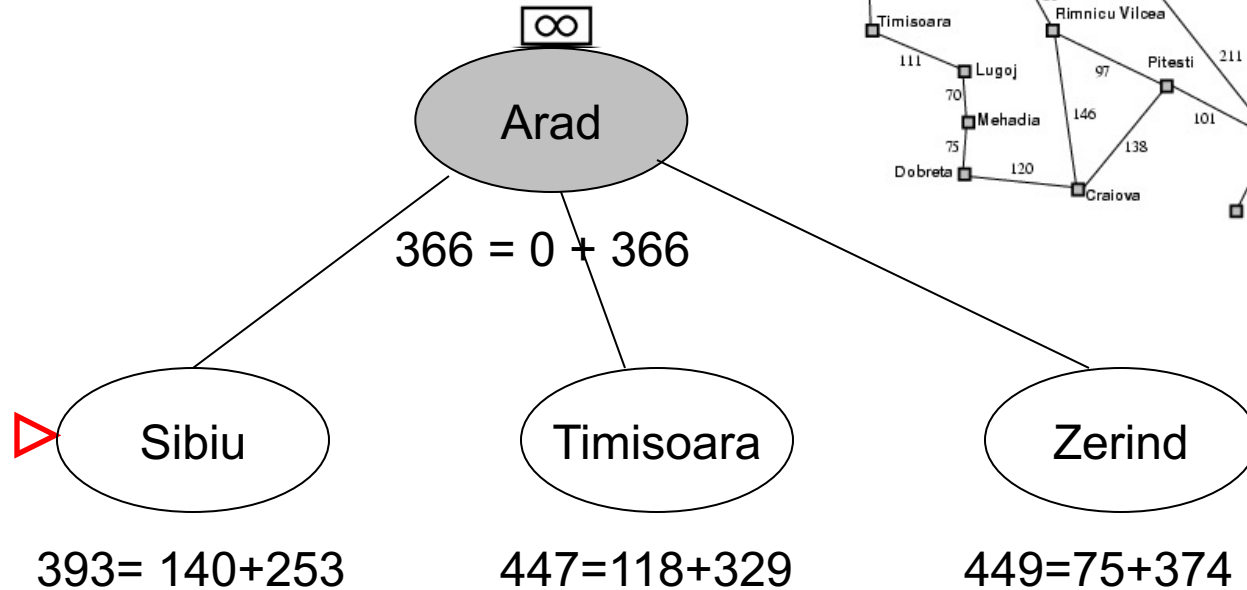 ∞
Arad
366 = 0 + 366
Sibiu
Timisoara
Zerind
393= 140+253
447=118+329
449=75+374
Timisoara
Rimnicu Vilcea
111
Lugoj
97
Pitesti
211
70
Mehadia
146
101
75
138
Dobreta
120
Craiova